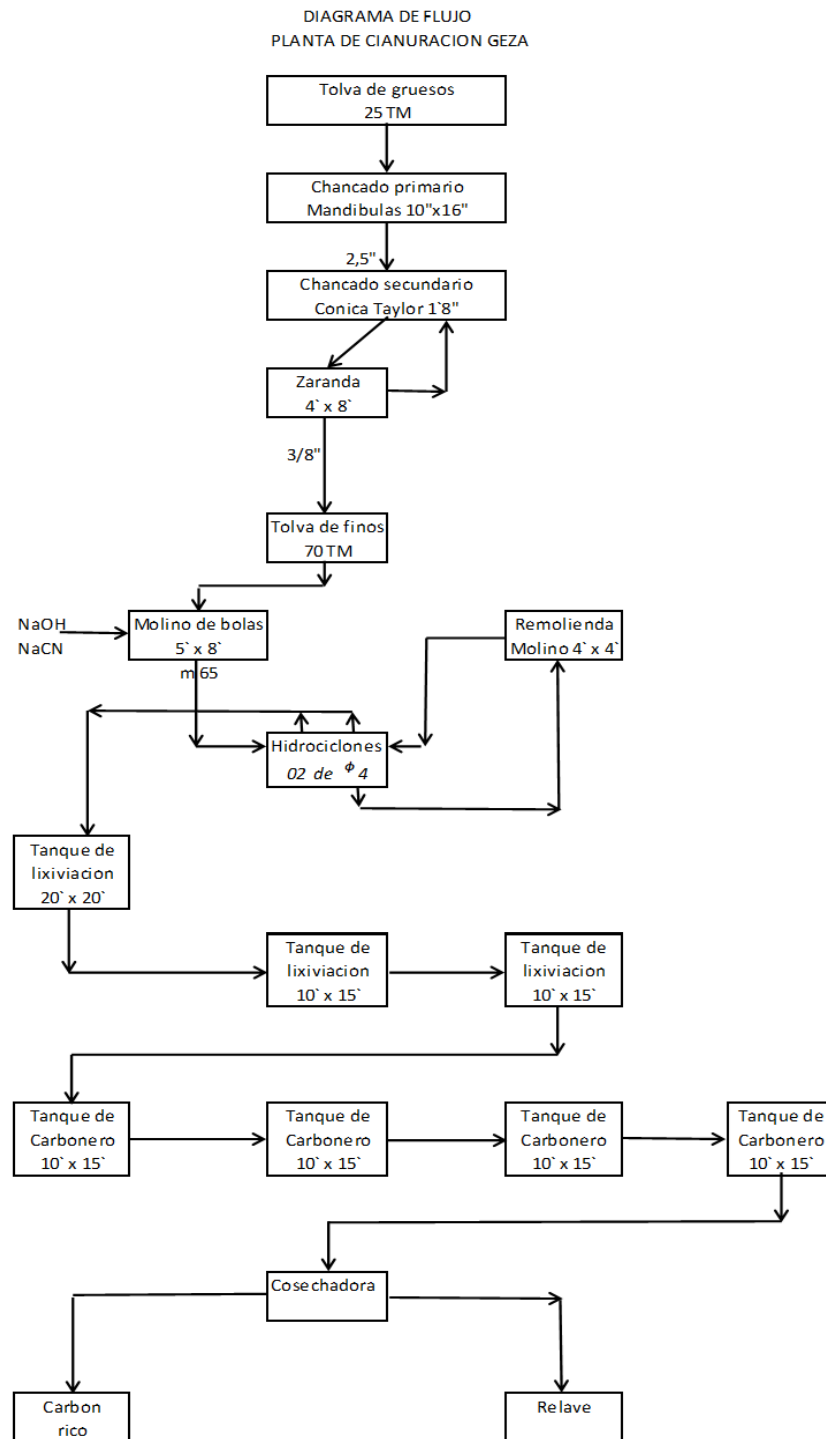 DIAGRAMA DE FLUJO
PLANTA DE CIANURACION GEZA
Tolva de gruesos
25 TM
Chancado primario
Mandibulas 10"x16"
2,5"
Chancado secundario
Conica Taylor 1`8"
Zaranda
4` x 8`
3/8"
Tolva de finos
70 TM
NaOH
NaCN
Molino de bolas
5` x 8`
m 65
Remolienda
Molino 4` x 4`
Hidrociclones
02 de ϕ 4
Tanque de
lixiviacion
20` x 20`
Tanque de
lixiviacion
10` x 15`
Tanque de
lixiviacion
10` x 15`
Tanque de
Carbonero
10` x 15`
Tanque de
Carbonero
10` x 15`
Tanque de
Carbonero
10` x 15`
Tanque de
Carbonero
10` x 15`
Cosechadora
Carbon
rico
Relave